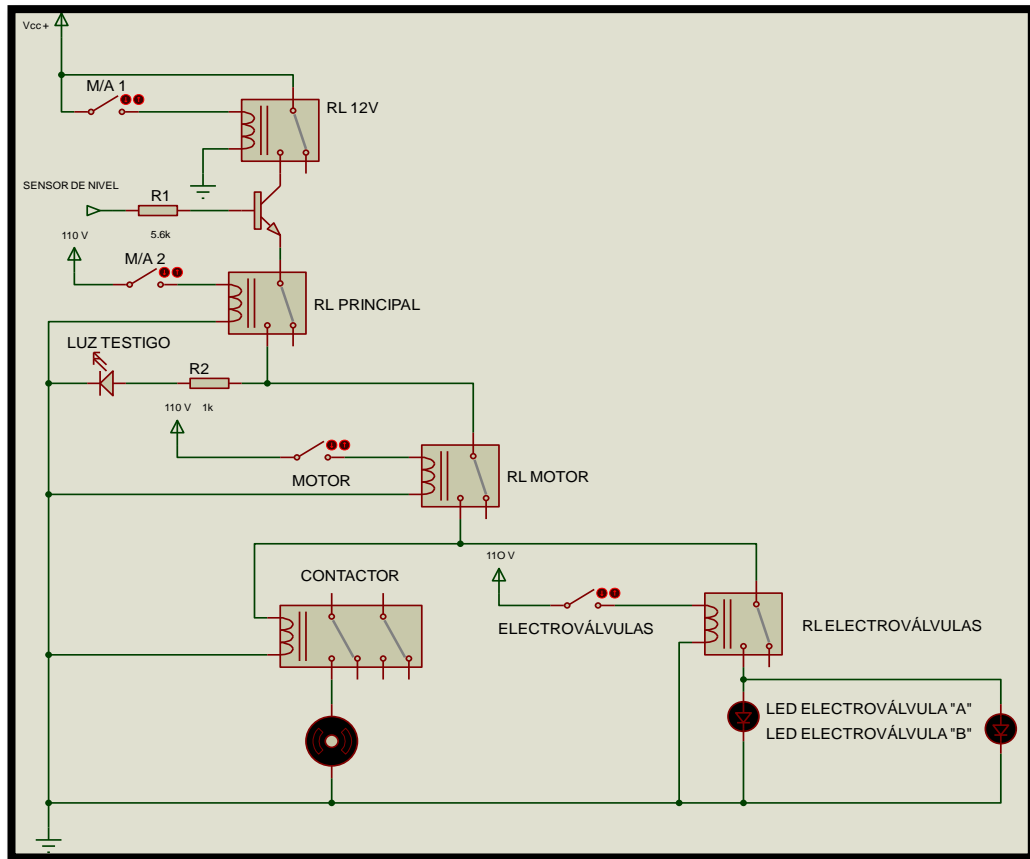 Vcc+
M/A 1
RL 12V
SENSOR DE NIVEL
R1
5.6k
110 V
M/A 2
RL PRINCIPAL
LUZ TESTIGO
R2
1k
110 V
MOTOR
RL MOTOR
CONTACTOR
11O V
ELECTROVÁLVULAS
RL ELECTROVÁLVULAS
LED ELECTROVÁLVULA "A"
LED ELECTROVÁLVULA "B"